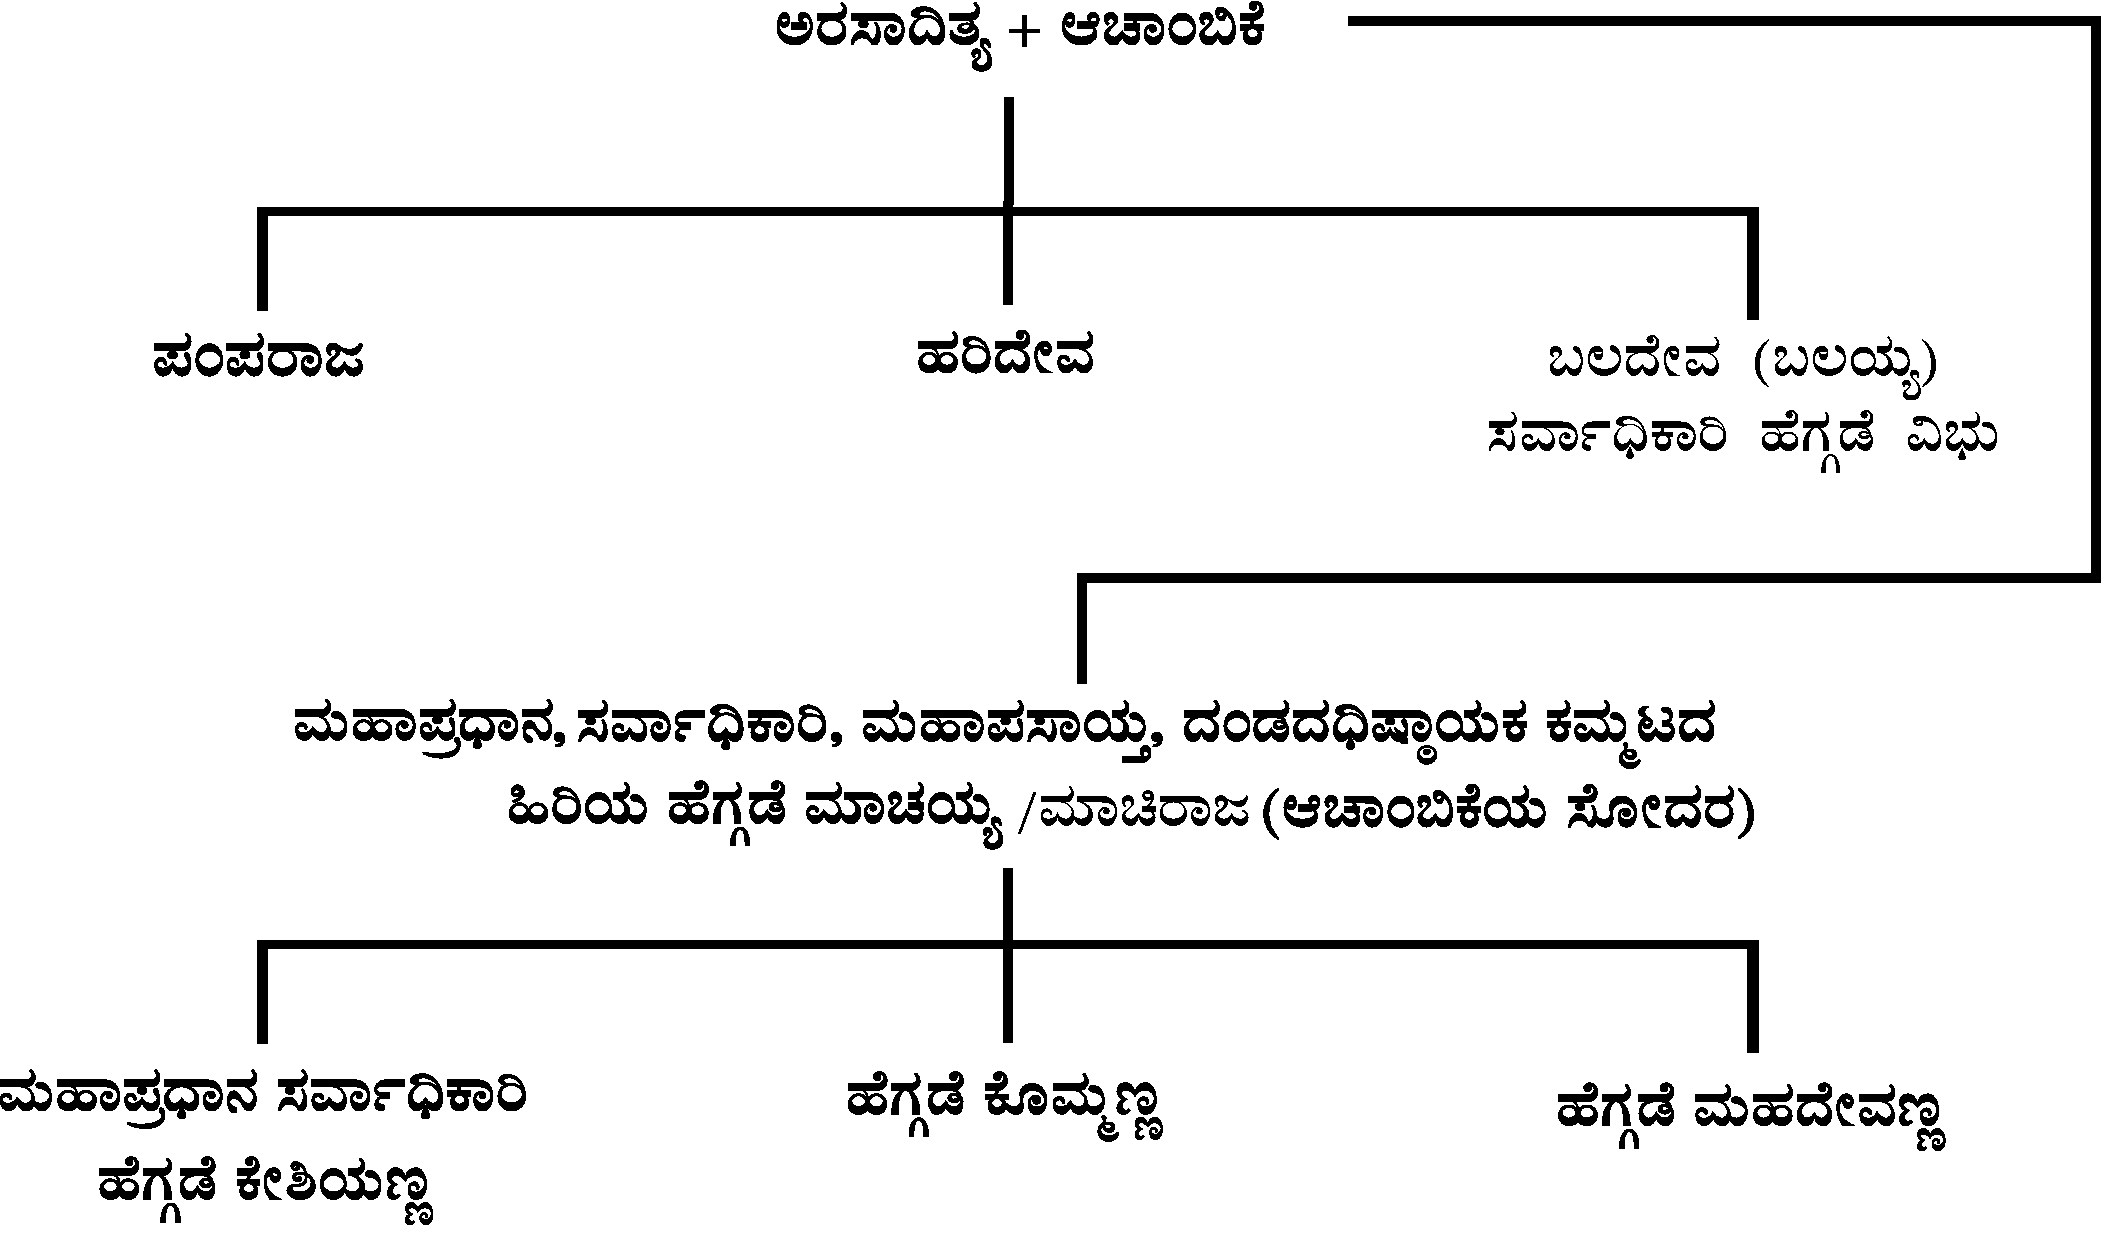 ಅರಸಾದಿತ್ಯ + ಆಚಾಂಬಿಕೆ
ಪಂಪರಾಜ
ಹರಿದೇವ
ಬಲದೇವ (ಬಲಯ್ಯ)
ಸರ್ವಾಧಿಕಾರಿ ಹೆಗ್ಗಡೆ ವಿಭು
ಮಹಾಪ್ರಧಾನ, ಸರ್ವಾಧಿಕಾರಿ, ಮಹಾಪಸಾಯ್ತ, ದಂಡದಧಿಷ್ಠಾಯಕ ಕಮ್ಮಟದ
ಹಿರಿಯ ಹೆಗ್ಗಡೆ ಮಾಚಯ್ಯ /ಮಾಚಿರಾಜ (ಆಚಾಂಬಿಕೆಯ ಸೋದರ)
ಮಹಾಪ್ರಧಾನ ಸರ್ವಾಧಿಕಾರಿ
ಹೆಗ್ಗಡೆ ಕೇಶಿಯಣ್ಣ
ಹೆಗ್ಗಡೆ ಕೊಮ್ಮಣ್ಣ
ಹೆಗ್ಗಡೆ ಮಹದೇವಣ್ಣ